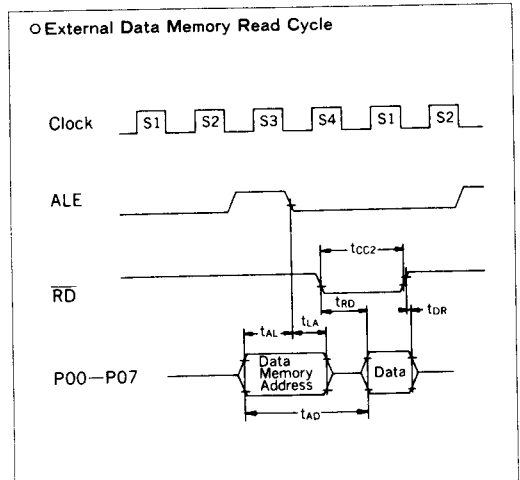 ○ External Data Memory Read Cycle
Clock S1 S2 S3 S4 S1 S2
ALE
tCC2
RD
tRD
tDR
tAL tLA
P00—P07
Data
Memory
Address
Data
tAD